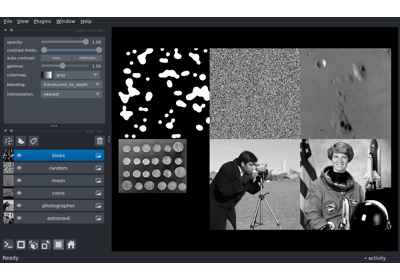 File View Plugins Window Help
opacity: 1.00
contrast limits:
auto-contrast: once continuous
gamma: 1.00
colormap: gray
blending: translucent_no_depth
interpolation: nearest
blobs
random
moon
coins
photographer
astronaut
Ready activity